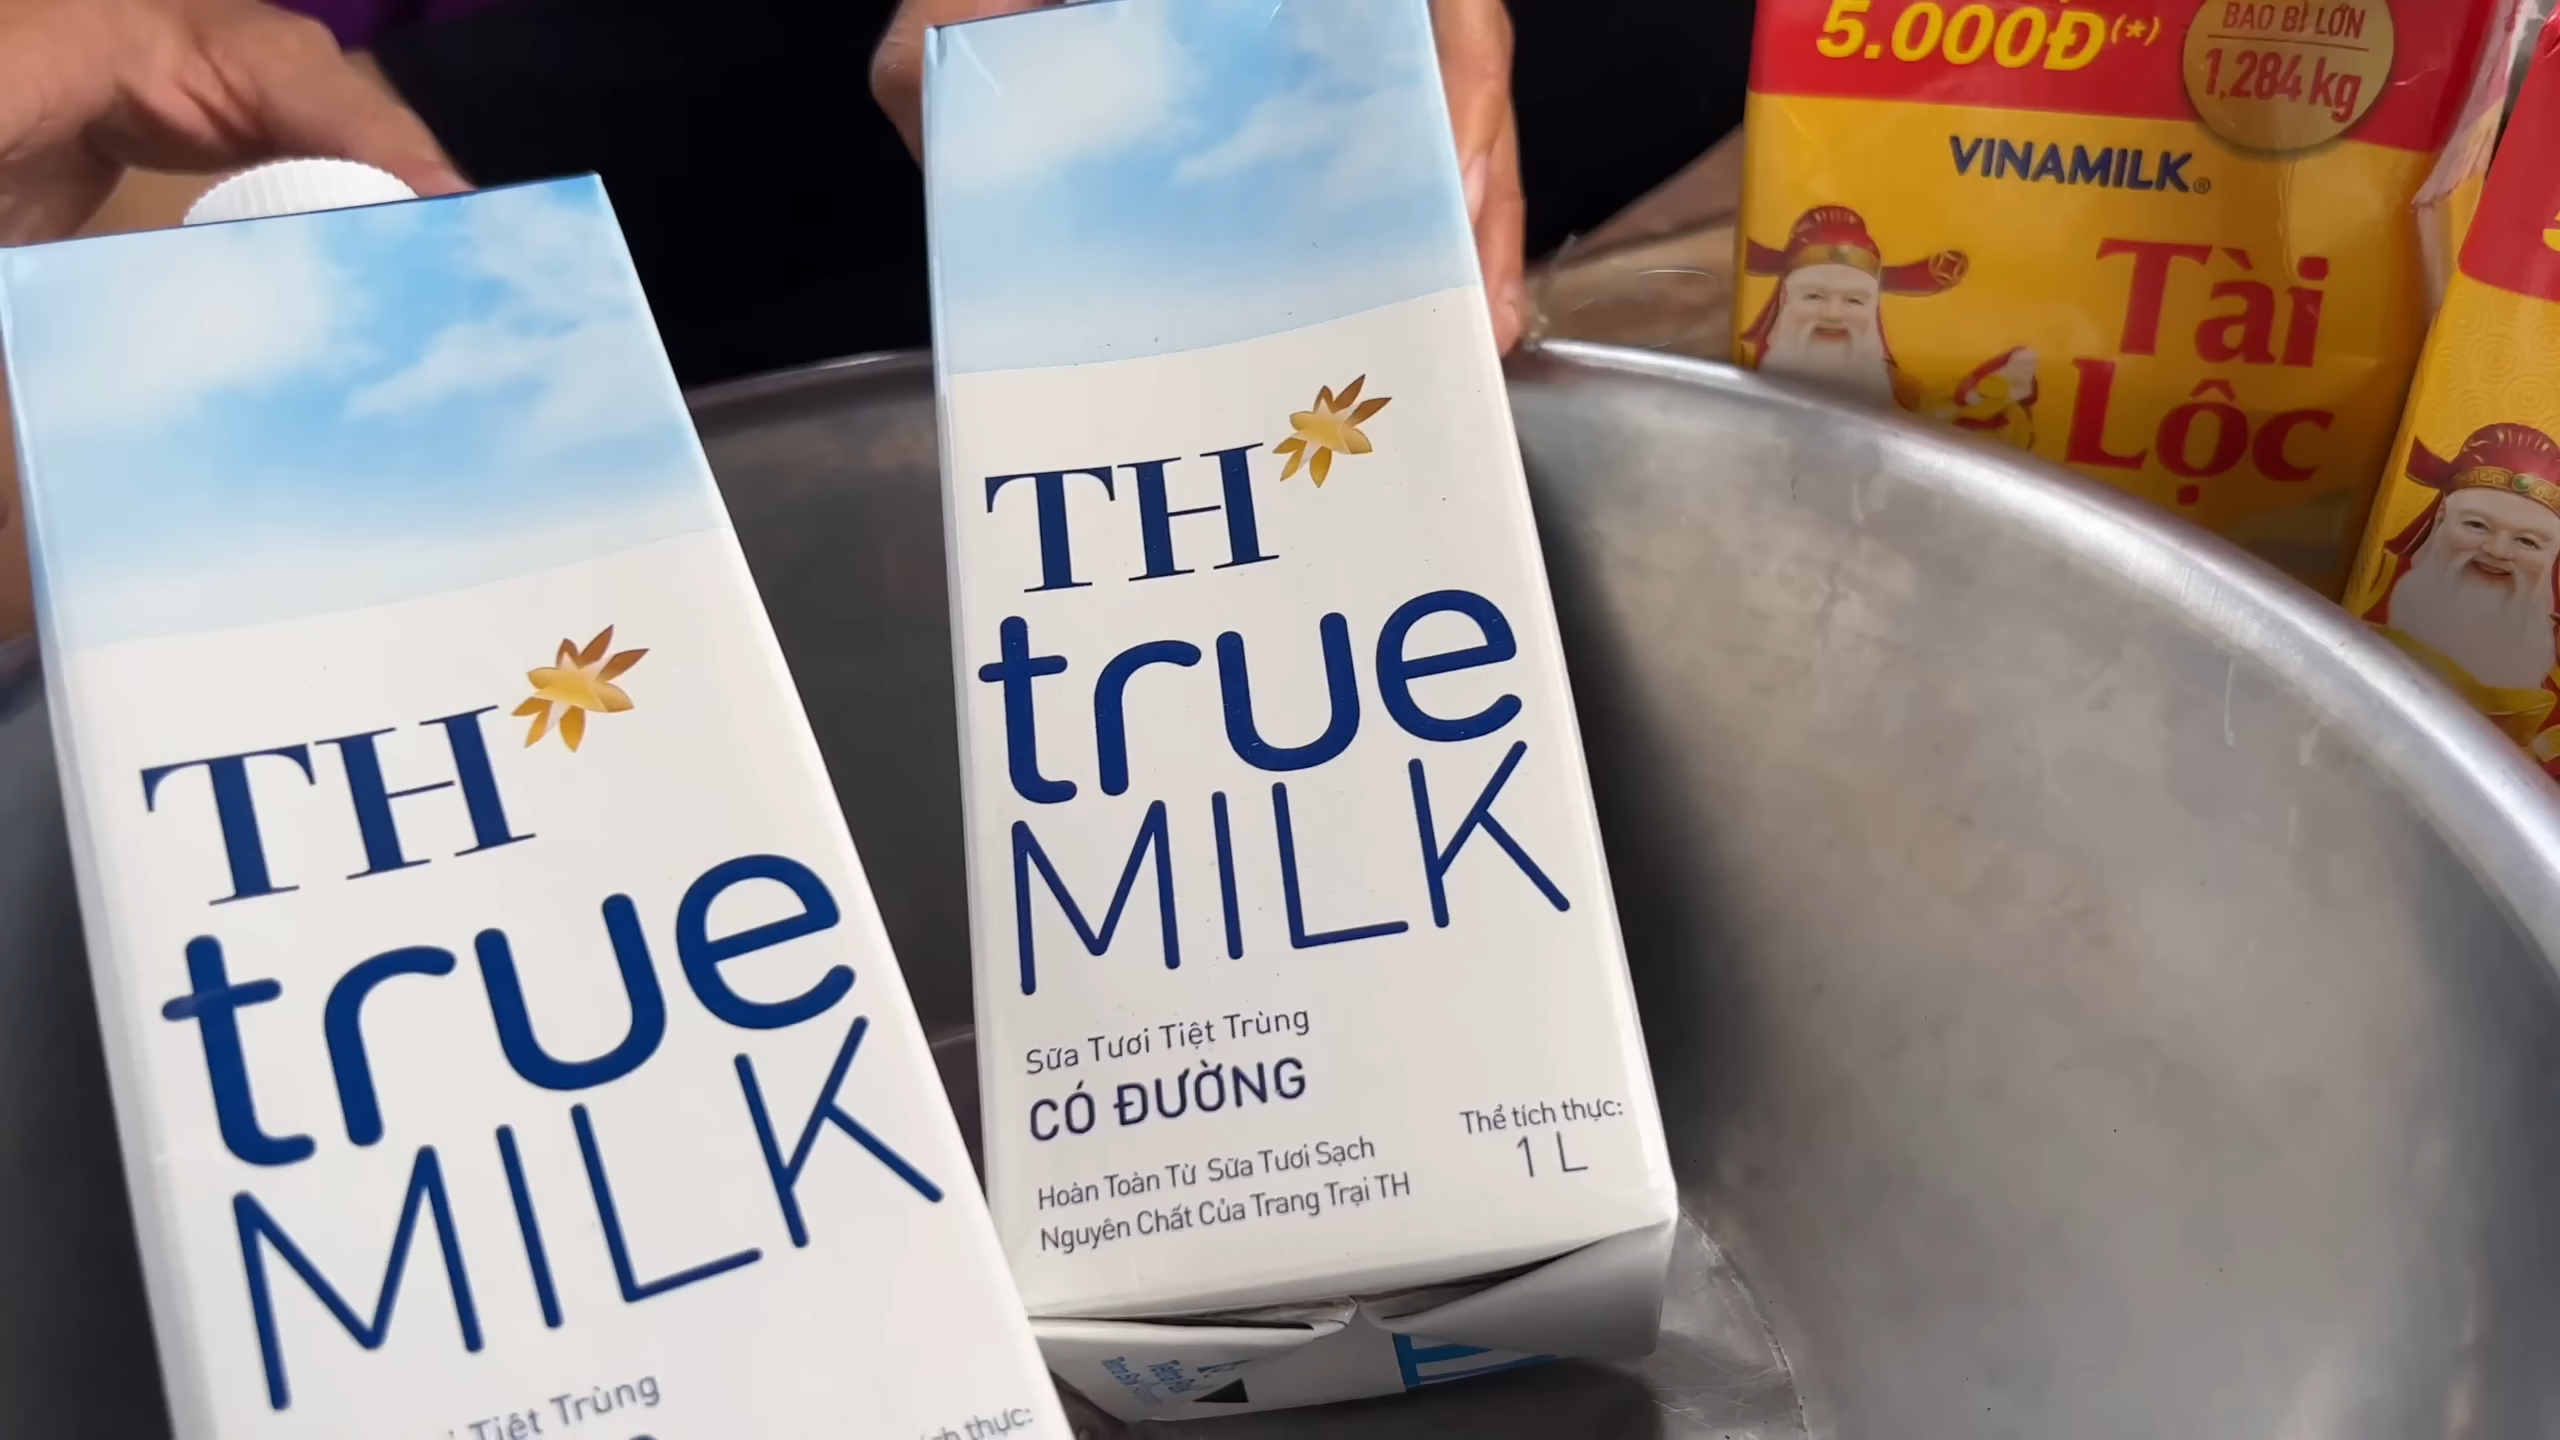 TH
true
MILK
Tiệt Trùng
thực:
TH
true
MILK
Sữa Tươi Tiệt Trùng
CÓ ĐƯỜNG
Hoàn Toàn Từ Sữa Tươi Sạch
Nguyên Chất Của Trang Trại TH
Thể tích thực:
1 L
5.000Đ(*)
BAO BÌ LỚN
1,284 kg
VINAMILK®
Tài
Lộc